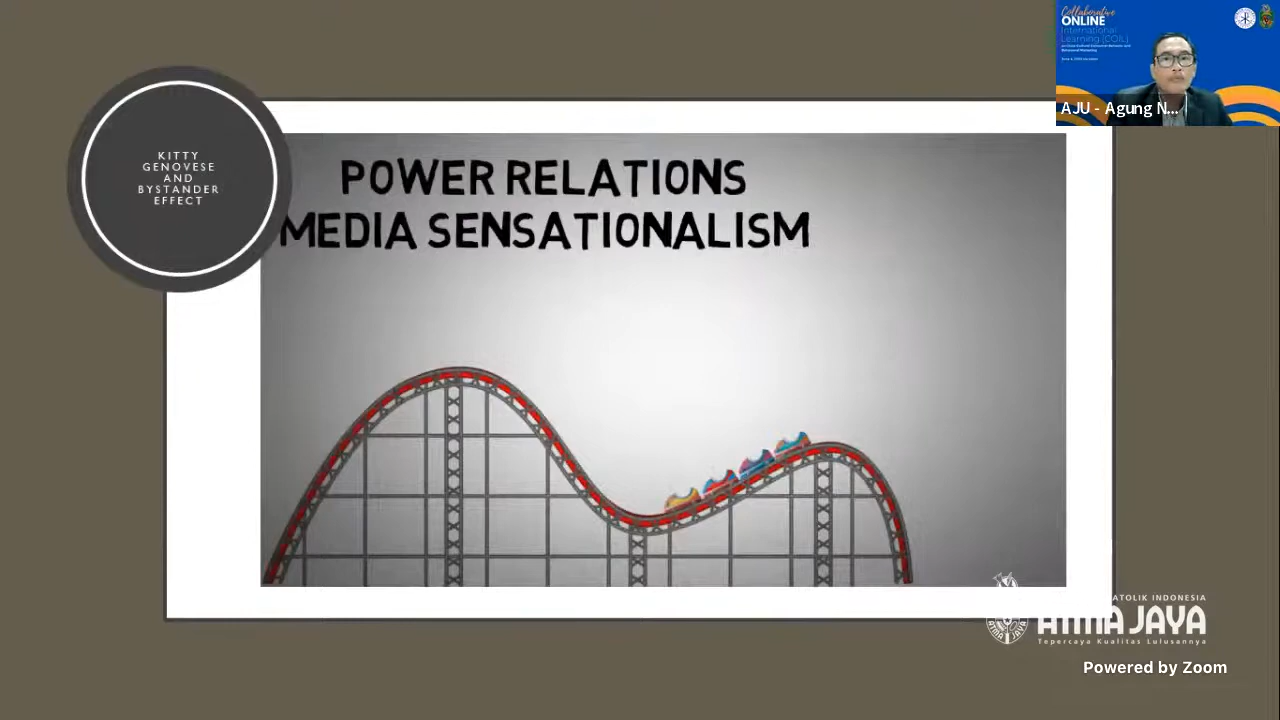 KITTY
GENOVESE
AND
BYSTANDER
EFFECT
POWER RELATIONS
MEDIA SENSATIONALISM
Collaborative
ONLINE
International
Learning (COIL)
AJU - Agung N...
ATOLIK INDONESIA
ATMA JAYA
Tepercaya Kualitas Lulusannya
Powered by Zoom